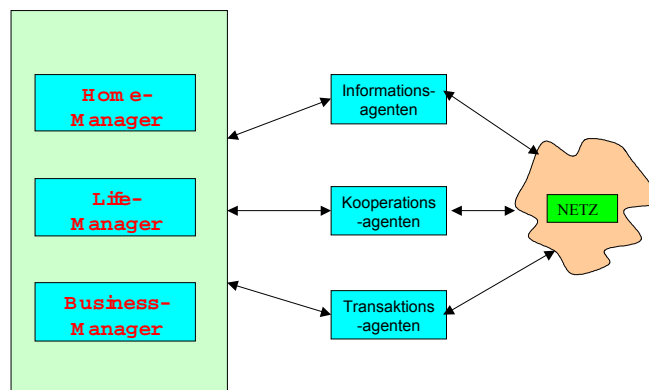 Home-
Manager
Life-
Manager
Business-
Manager
Informations-
agenten
Kooperations
-agenten
Transaktions
-agenten
NETZ